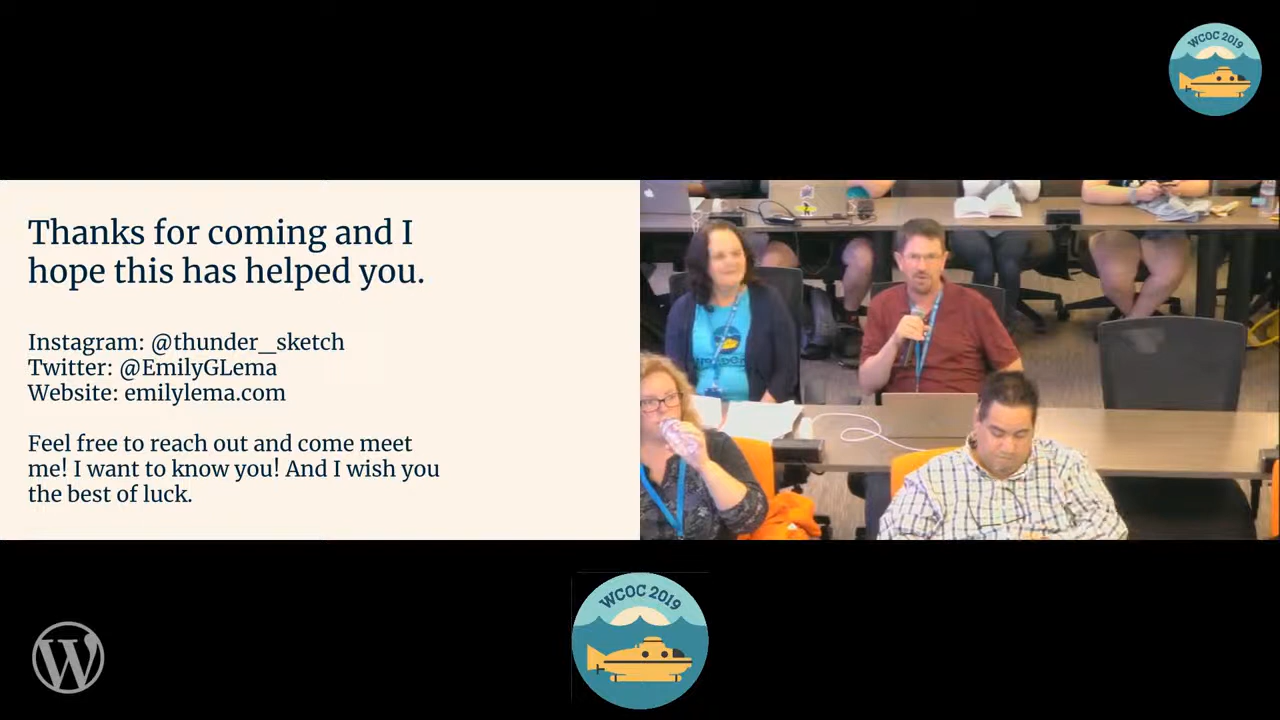 WCOC 2019
Thanks for coming and I
hope this has helped you.
Instagram: @thunder_sketch
Twitter: @EmilyGLema
Website: emilylema.com
Feel free to reach out and come meet
me! I want to know you! And I wish you
the best of luck.
WCOC 2019
W